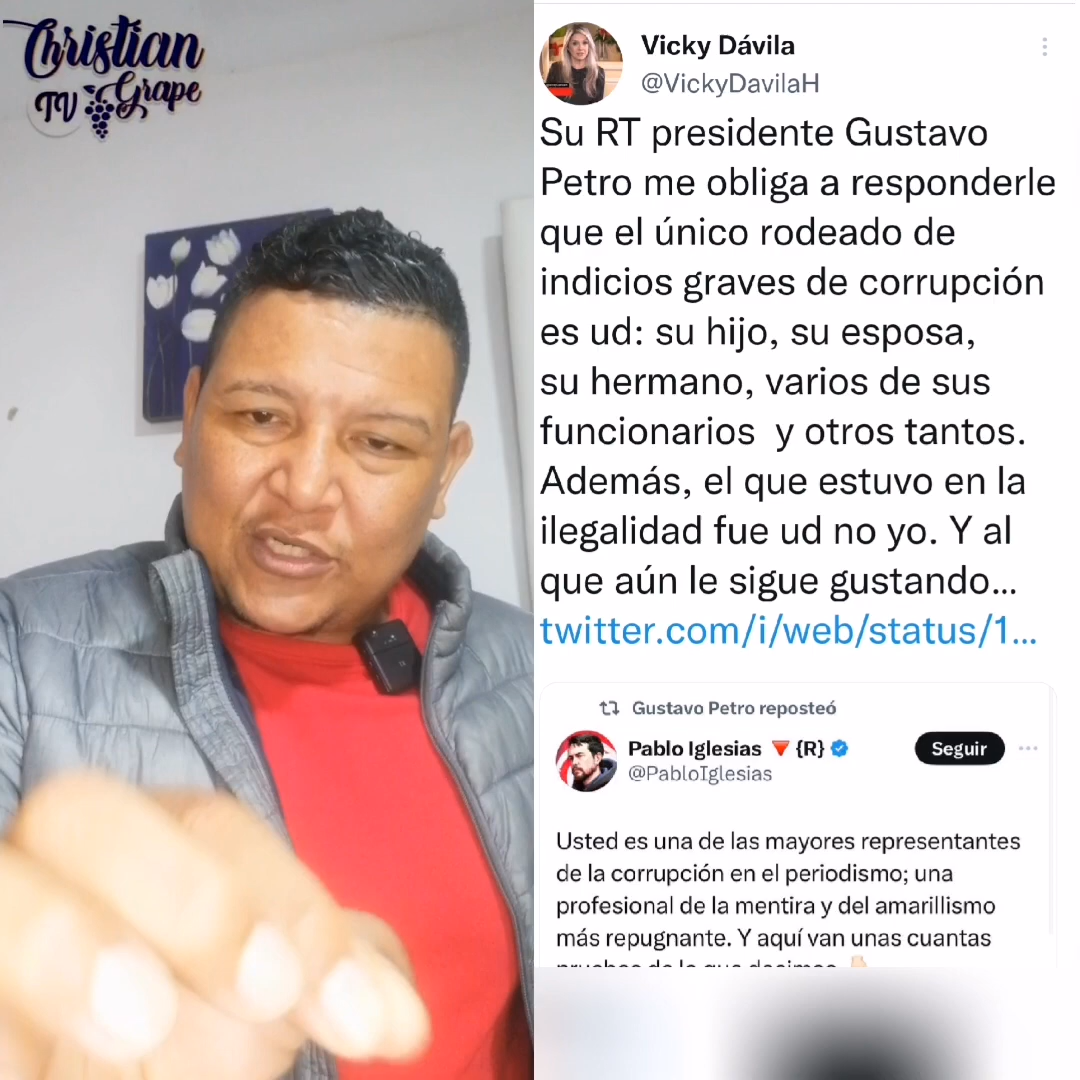 Christian
TV Grape
Vicky Dávila
@VickyDavilaH
Su RT presidente Gustavo
Petro me obliga a responderle
que el único rodeado de
indicios graves de corrupción
es ud: su hijo, su esposa,
su hermano, varios de sus
funcionarios y otros tantos.
Además, el que estuvo en la
ilegalidad fue ud no yo. Y al
que aún le sigue gustando...
twitter.com/i/web/status/1...
Gustavo Petro reposteó
Pablo Iglesias 🔻{R}
Seguir
@PabloIglesias
Usted es una de las mayores representantes
de la corrupción en el periodismo; una
profesional de la mentira y del amarillismo
más repugnante. Y aquí van unas cuantas